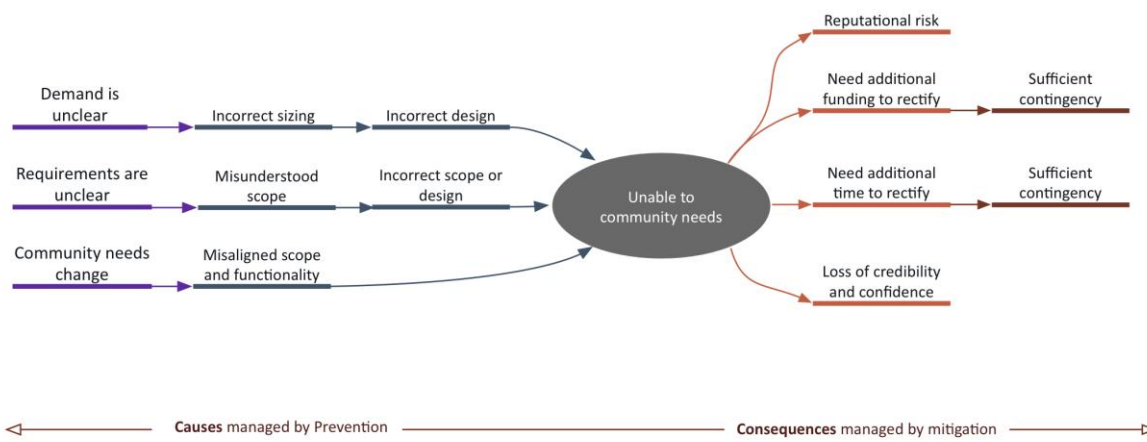 Demand is
unclear
Incorrect sizing
Incorrect design
Requirements are
unclear
Misunderstood
scope
Incorrect scope or
design
Community needs
change
Misaligned scope
and functionality
Unable to
community needs
Reputational risk
Need additional
funding to rectify
Sufficient
contingency
Need additional
time to rectify
Sufficient
contingency
Loss of credibility
and confidence
Causes managed by Prevention
Consequences managed by mitigation